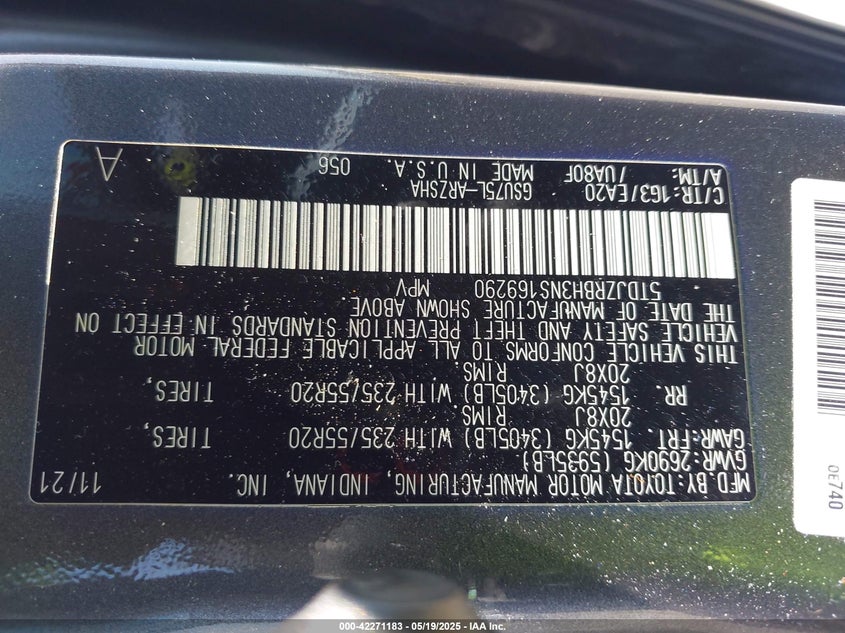 MFD.BY:TOYOTA MOTOR MANUFACTURING, INDIANA, INC. 11/21
GVWR:2690KG(5935LB)
GAWR:FRT. 1545KG (3405LB) WITH 235/55R20 TIRES,
20X8J RIMS.
RR. 1545KG (3405LB) WITH 235/55R20 TIRES,
20X8J RIMS.
THIS VEHICLE CONFORMS TO ALL APPLICABLE FEDERAL MOTOR
VEHICLE SAFETY AND THEFT PREVENTION STANDARDS IN EFFECT ON
THE DATE OF MANUFACTURE SHOWN ABOVE.
5TDJZRBH3NS169290 MPV
C/TR:1G3/EA20 GSU75L-ARZSHA
A/TM: /UA80F MADE IN U.S.A. 056
A
0E740
000-42271183 - 05/19/2025 - IAA Inc.